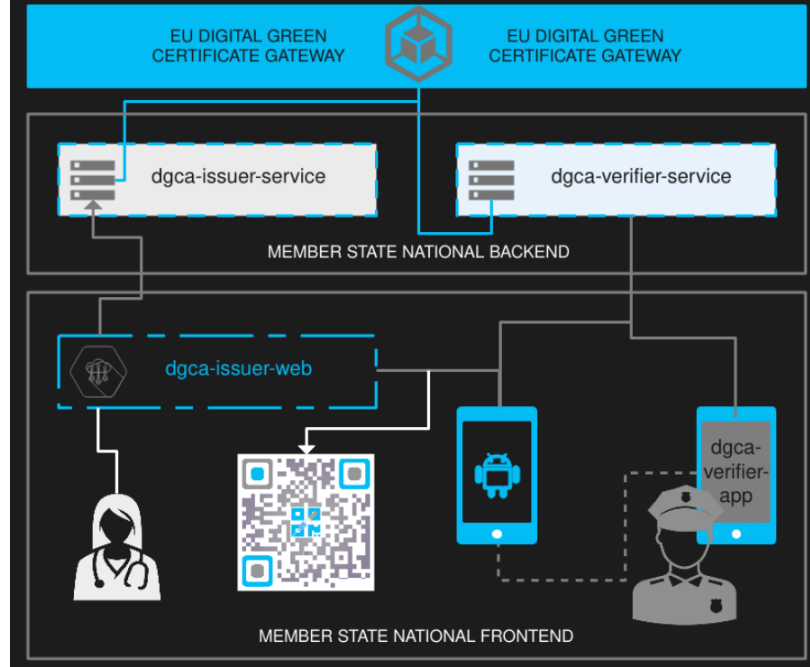 EU DIGITAL GREEN
CERTIFICATE GATEWAY
EU DIGITAL GREEN
CERTIFICATE GATEWAY
dgca-issuer-service
dgca-verifier-service
MEMBER STATE NATIONAL BACKEND
dgca-issuer-web
dgca-
verifier-
app
MEMBER STATE NATIONAL FRONTEND